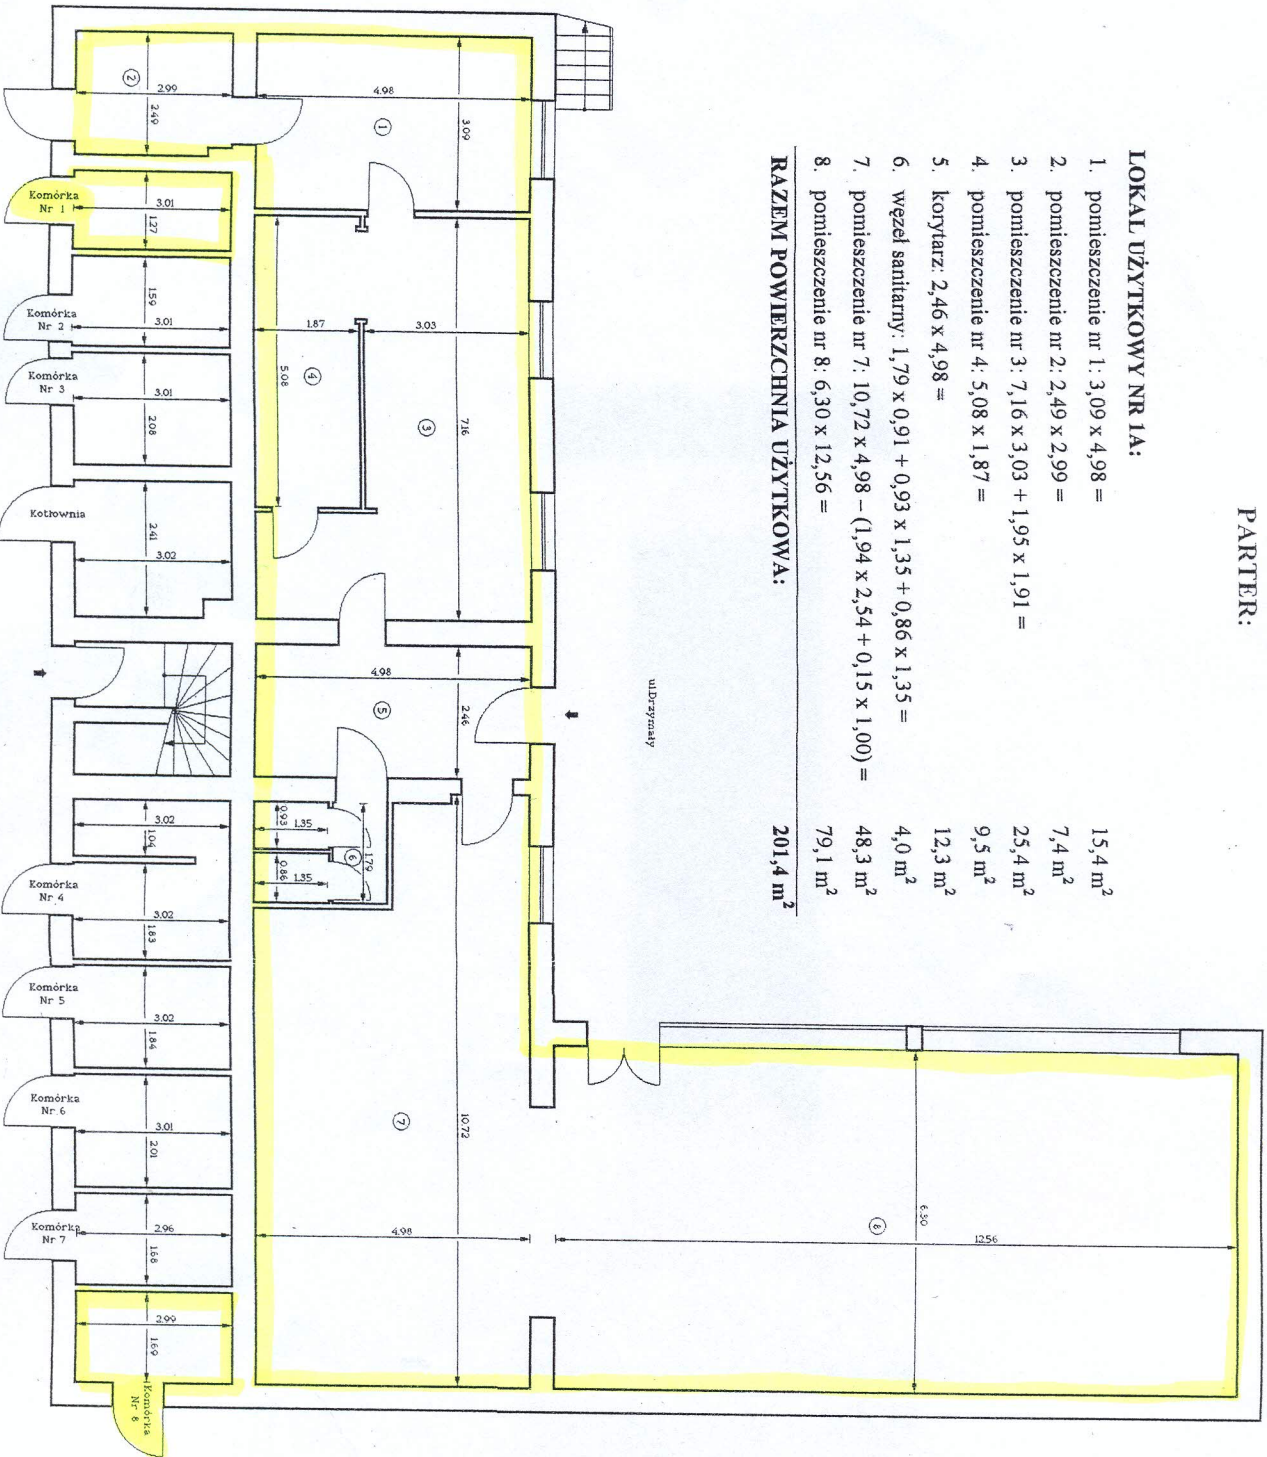 PARTER:
LOKAL UŻYTKOWY NR 1A:
1. pomieszczenie nr 1: 3,09 x 4,98 = 15,4 m²
2. pomieszczenie nr 2: 2,49 x 2,99 = 7,4 m²
3. pomieszczenie nr 3: 7,16 x 3,03 + 1,95 x 1,91 = 25,4 m²
4. pomieszczenie nr 4: 5,08 x 1,87 = 9,5 m²
5. korytarz: 2,46 x 4,98 = 12,3 m²
6. węzeł sanitarny: 1,79 x 0,91 + 0,93 x 1,35 + 0,86 x 1,35 = 4,0 m²
7. pomieszczenie nr 7: 10,72 x 4,98 – (1,94 x 2,54 + 0,15 x 1,00) = 48,3 m²
8. pomieszczenie nr 8: 6,30 x 12,56 = 79,1 m²
RAZEM POWIERZCHNIA UŻYTKOWA: 201,4 m²
ul.Drzymały
2
2.99
2.49
4.98
3.09
1
Komórka
Nr 1
3.01
1.27
Komórka
Nr 2
1.59
3.01
Komórka
Nr 3
3.01
2.08
Kotłownia
2.41
3.02
1.87
3.03
5.08
4
3
7.16
4.98
5
2.46
3.02
1.04
Komórka
Nr 4
3.02
1.83
0.93
1.35
0.86
1.35
6
1.79
Komórka
Nr 5
3.02
1.84
Komórka
Nr 6
3.01
2.01
Komórka
Nr 7
2.96
1.68
2.99
1.69
Komórka
Nr 8
7
10.72
4.98
8
6.30
12.56